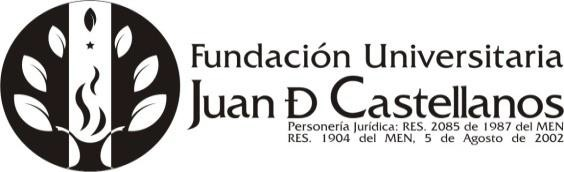 Fundación Universitaria
Juan Ð Castellanos
Personería Jurídica: RES. 2085 de 1987 del MEN
RES. 1904 del MEN, 5 de Agosto de 2002